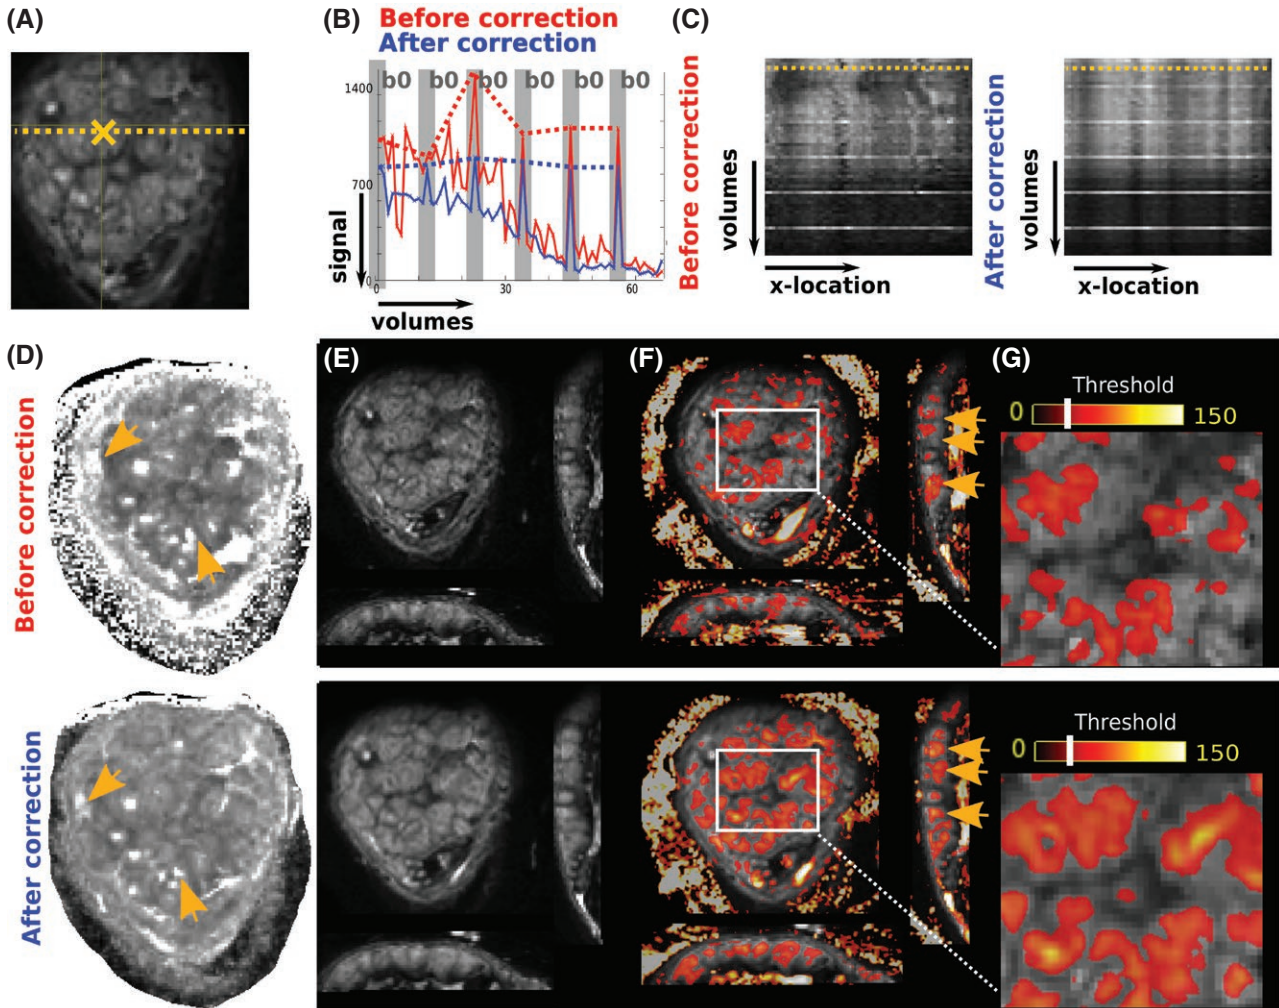 (A)
(B)
Before correction
After correction
b0 b0 b0 b0 b0 b0
1400
700
0
0 30 60
signal
volumes
(C)
Before correction
volumes
x-location
After correction
volumes
x-location
(D)
Before correction
After correction
(E)
(F)
(G)
Threshold
0 150
Threshold
0 150